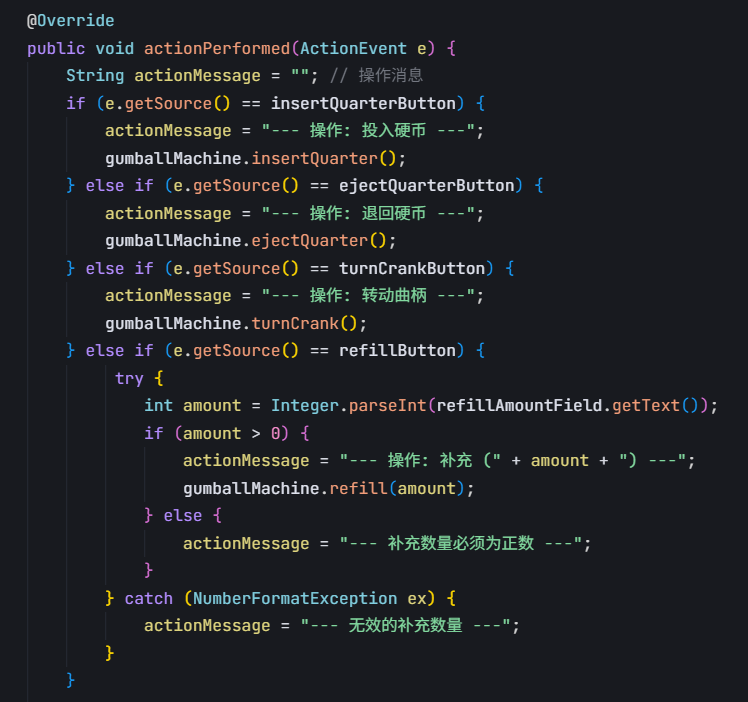 @Override
public void actionPerformed(ActionEvent e) {
    String actionMessage = ""; // 操作消息
    if (e.getSource() == insertQuarterButton) {
        actionMessage = "--- 操作: 投入硬币 ---";
        gumballMachine.insertQuarter();
    } else if (e.getSource() == ejectQuarterButton) {
        actionMessage = "--- 操作: 退回硬币 ---";
        gumballMachine.ejectQuarter();
    } else if (e.getSource() == turnCrankButton) {
        actionMessage = "--- 操作: 转动曲柄 ---";
        gumballMachine.turnCrank();
    } else if (e.getSource() == refillButton) {
         try {
            int amount = Integer.parseInt(refillAmountField.getText());
            if (amount > 0) {
                actionMessage = "--- 操作: 补充 (" + amount + ") ---";
                gumballMachine.refill(amount);
            } else {
                actionMessage = "--- 补充数量必须为正数 ---";
            }
        } catch (NumberFormatException ex) {
            actionMessage = "--- 无效的补充数量 ---";
        }
    }